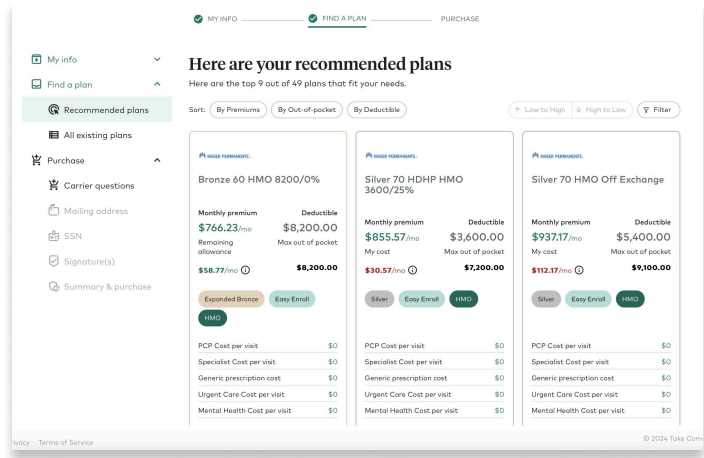 MY INFO FIND A PLAN PURCHASE
My info
Find a plan
Recommended plans
All existing plans
Purchase
Carrier questions
Mailing address
SSN
Signature(s)
Summary & purchase
Here are your recommended plans
Here are the top 9 out of 49 plans that fit your needs.
Sort: By Premiums By Out-of-pocket By Deductible Low to High High to Low Filter
KAISER PERMANENTE.
Bronze 60 HMO 8200/0%
Monthly premium Deductible
$766.23/mo $8,200.00
Remaining allowance Max out of pocket
$58.77/mo $8,200.00
Expanded Bronze Easy Enroll
HMO
PCP Cost per visit $0
Specialist Cost per visit $0
Generic prescription cost $0
Urgent Care Cost per visit $0
Mental Health Cost per visit $0
KAISER PERMANENTE.
Silver 70 HDHP HMO
3600/25%
Monthly premium Deductible
$855.57/mo $3,600.00
My cost Max out of pocket
$30.57/mo $7,200.00
Silver Easy Enroll HMO
PCP Cost per visit $0
Specialist Cost per visit $0
Generic prescription cost $0
Urgent Care Cost per visit $0
Mental Health Cost per visit $0
KAISER PERMANENTE.
Silver 70 HMO Off Exchange
Monthly premium Deductible
$937.17/mo $5,400.00
My cost Max out of pocket
$112.17/mo $9,100.00
Silver Easy Enroll HMO
PCP Cost per visit $0
Specialist Cost per visit $0
Generic prescription cost $0
Urgent Care Cost per visit $0
Mental Health Cost per visit $0
ivacy Terms of Service © 2024 Take Com